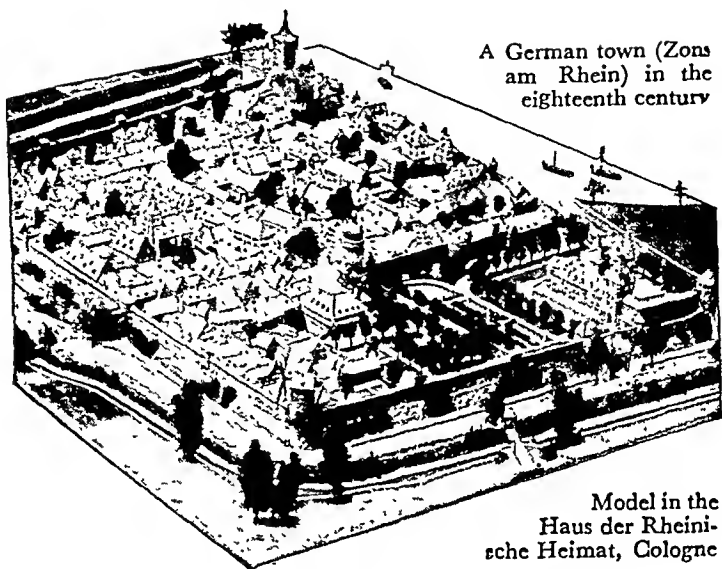 A German town (Zons
am Rhein) in the
eighteenth century
Model in the
Haus der Rheini-
sche Heimat, Cologne